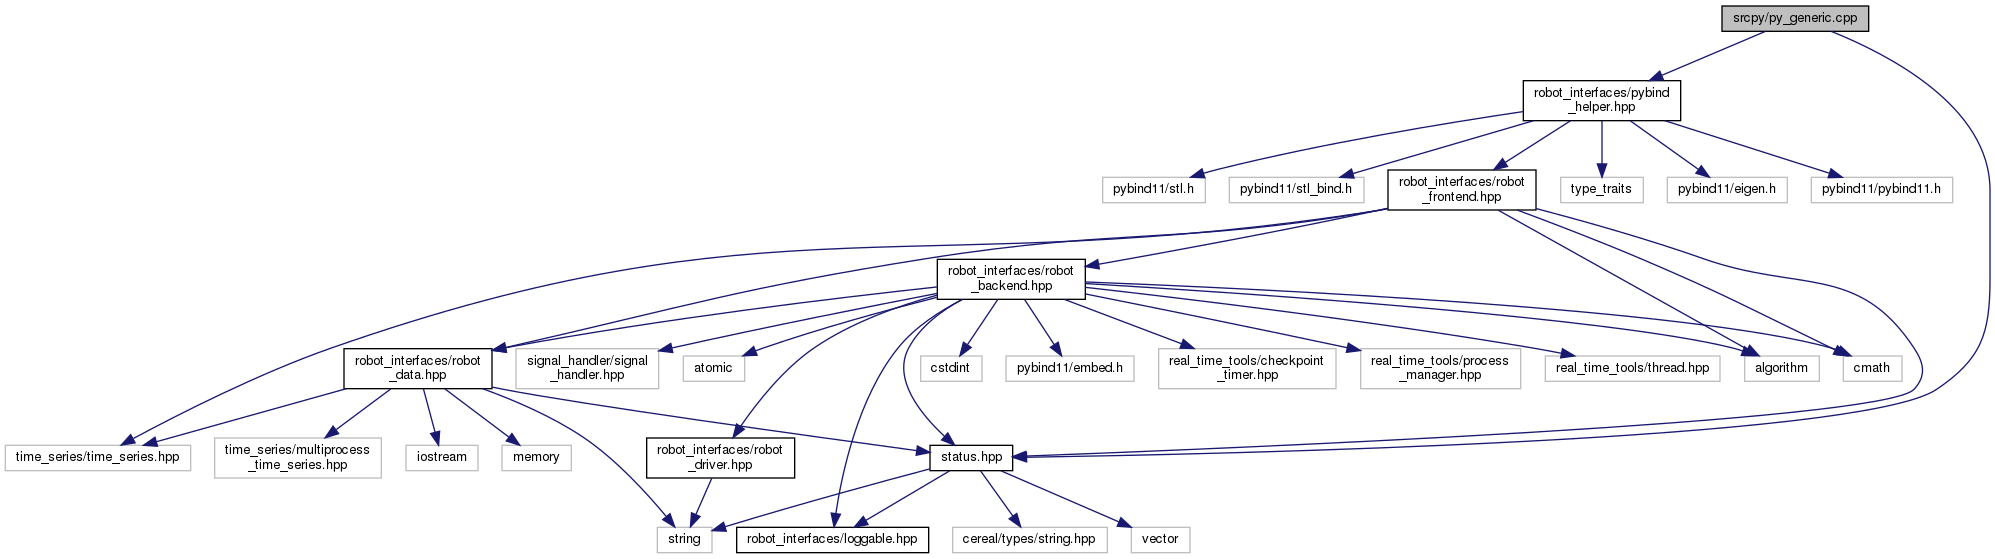 srcpy/py_generic.cpp
robot_interfaces/pybind
_helper.hpp
pybind11/stl.h
pybind11/stl_bind.h
robot_interfaces/robot
_frontend.hpp
type_traits
pybind11/eigen.h
pybind11/pybind11.h
robot_interfaces/robot
_backend.hpp
robot_interfaces/robot
_data.hpp
signal_handler/signal
_handler.hpp
atomic
cstdint
pybind11/embed.h
real_time_tools/checkpoint
_timer.hpp
real_time_tools/process
_manager.hpp
real_time_tools/thread.hpp
algorithm
cmath
time_series/time_series.hpp
time_series/multiprocess
_time_series.hpp
iostream
memory
robot_interfaces/robot
_driver.hpp
status.hpp
string
robot_interfaces/loggable.hpp
cereal/types/string.hpp
vector